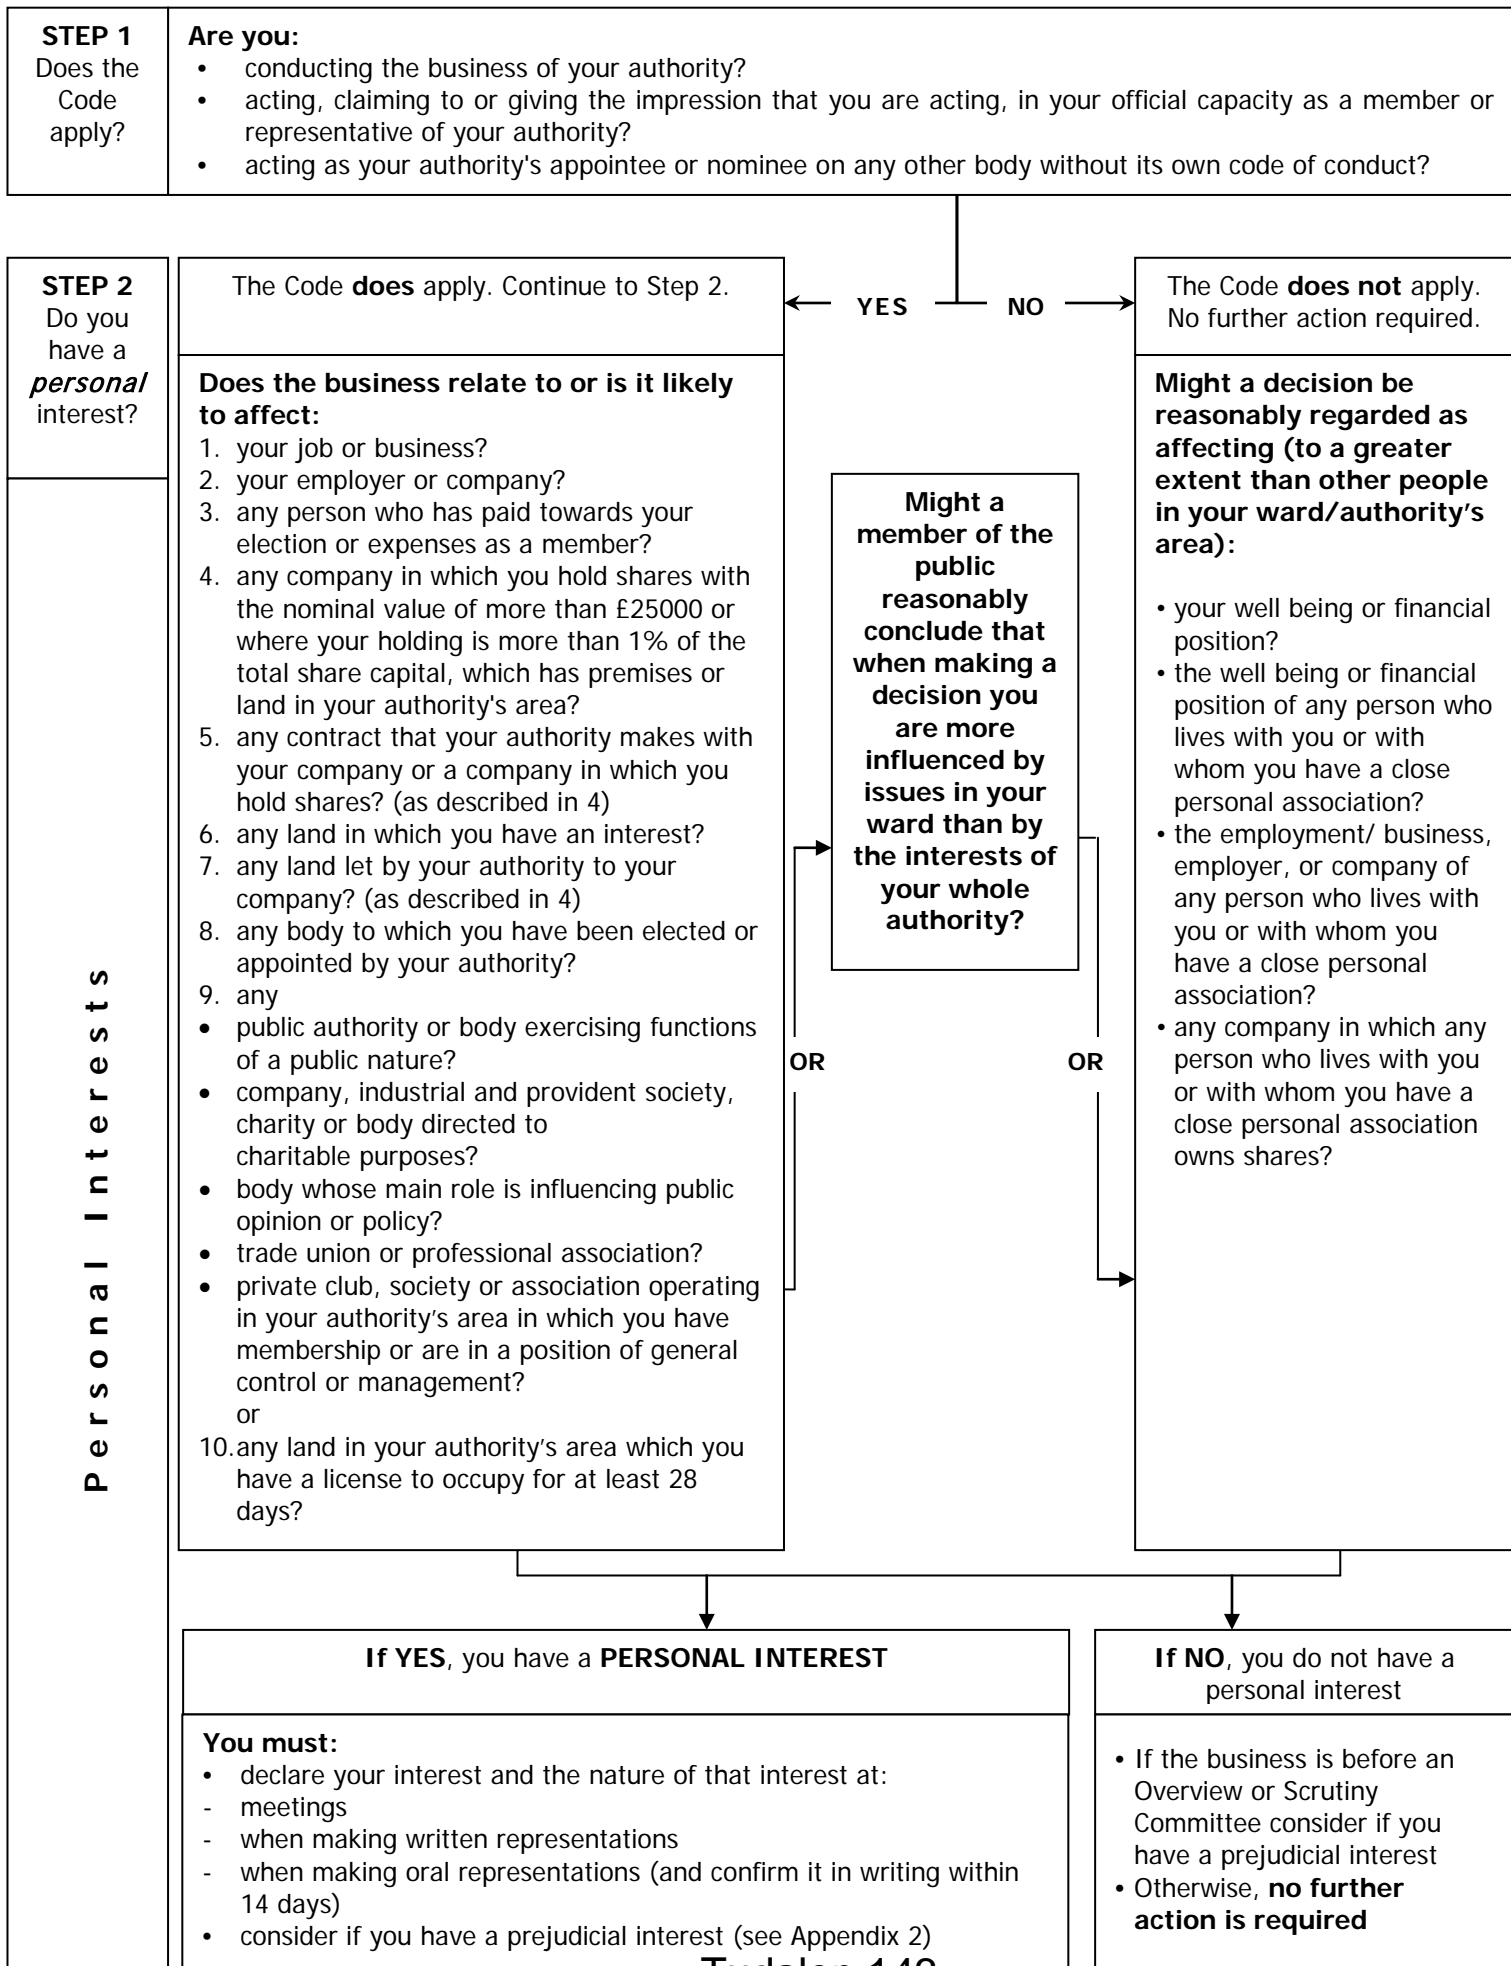 STEP 1
Does the
Code
apply?
Are you:
• conducting the business of your authority?
• acting, claiming to or giving the impression that you are acting, in your official capacity as a member or
representative of your authority?
• acting as your authority's appointee or nominee on any other body without its own code of conduct?
STEP 2
Do you
have a
personal
interest?
The Code does apply. Continue to Step 2.
YES
NO
The Code does not apply.
No further action required.
Personal Interests
Does the business relate to or is it likely
to affect:
1. your job or business?
2. your employer or company?
3. any person who has paid towards your
election or expenses as a member?
4. any company in which you hold shares with
the nominal value of more than £25000 or
where your holding is more than 1% of the
total share capital, which has premises or
land in your authority's area?
5. any contract that your authority makes with
your company or a company in which you
hold shares? (as described in 4)
6. any land in which you have an interest?
7. any land let by your authority to your
company? (as described in 4)
8. any body to which you have been elected or
appointed by your authority?
9. any
• public authority or body exercising functions
of a public nature?
• company, industrial and provident society,
charity or body directed to
charitable purposes?
• body whose main role is influencing public
opinion or policy?
• trade union or professional association?
• private club, society or association operating
in your authority's area in which you have
membership or are in a position of general
control or management?
or
10.any land in your authority's area which you
have a license to occupy for at least 28
days?
OR
Might a
member of the
public
reasonably
conclude that
when making a
decision you
are more
influenced by
issues in your
ward than by
the interests of
your whole
authority?
OR
Might a decision be
reasonably regarded as
affecting (to a greater
extent than other people
in your ward/authority's
area):
• your well being or financial
position?
• the well being or financial
position of any person who
lives with you or with
whom you have a close
personal association?
• the employment/ business,
employer, or company of
any person who lives with
you or with whom you
have a close personal
association?
• any company in which any
person who lives with you
or with whom you have a
close personal association
owns shares?
If YES, you have a PERSONAL INTEREST
You must:
• declare your interest and the nature of that interest at:
- meetings
- when making written representations
- when making oral representations (and confirm it in writing within
14 days)
• consider if you have a prejudicial interest (see Appendix 2)
If NO, you do not have a
personal interest
• If the business is before an
Overview or Scrutiny
Committee consider if you
have a prejudicial interest
• Otherwise, no further
action is required